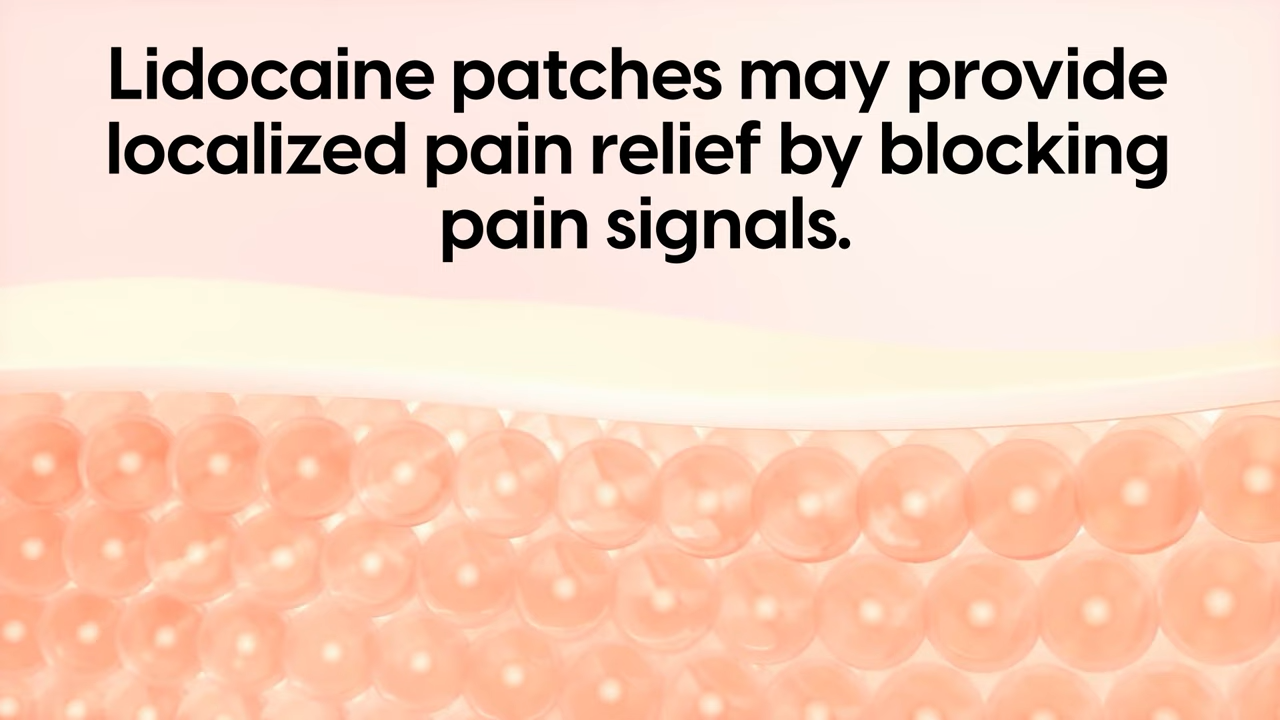 Lidocaine patches may provide
localized pain relief by blocking
pain signals.